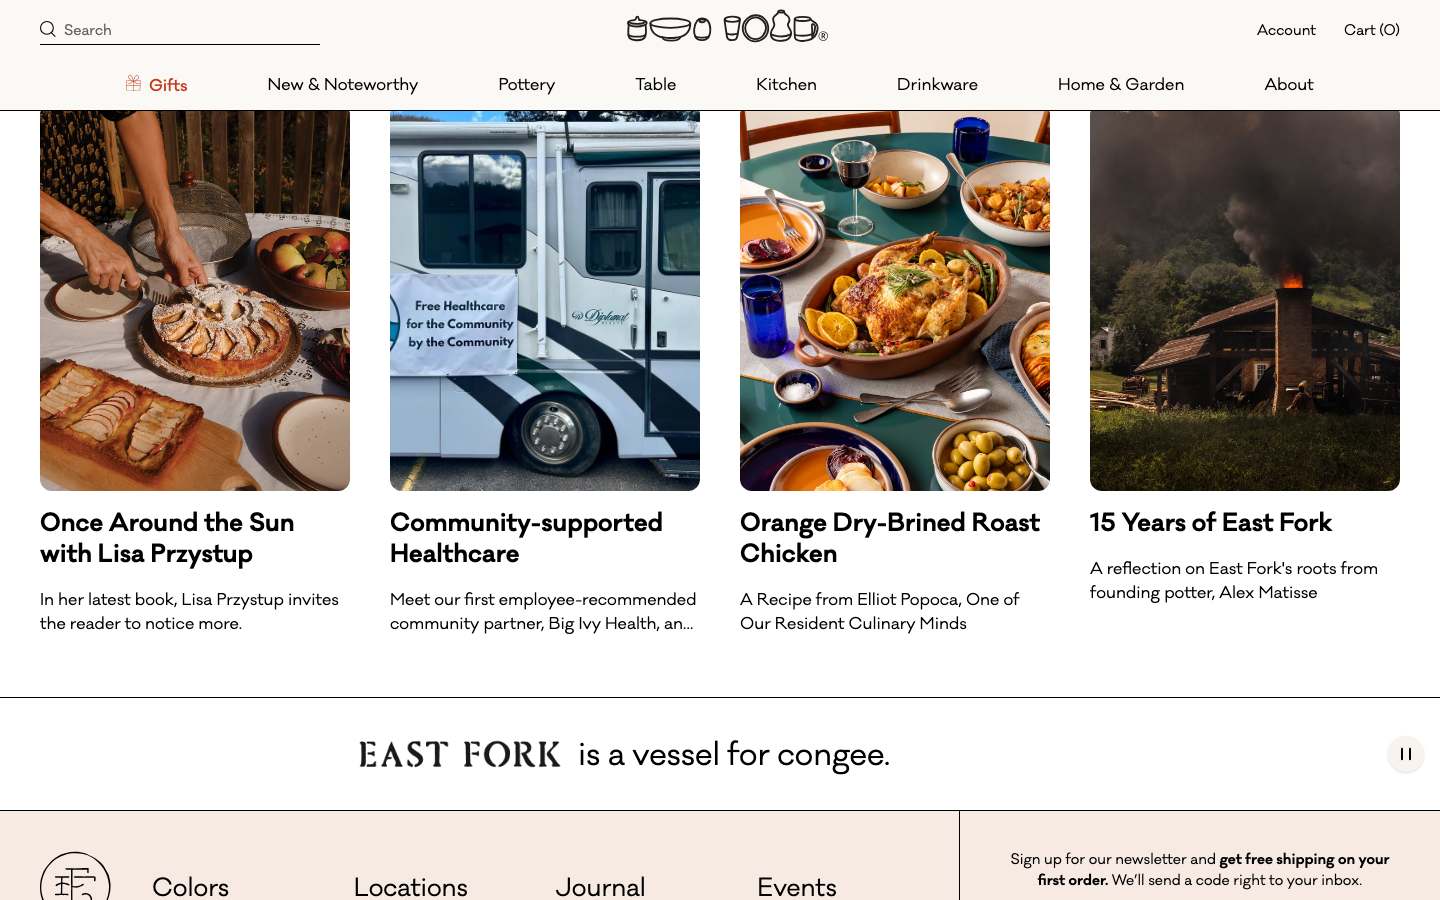 Search
®
Account
Cart (0)
Gifts
New & Noteworthy
Pottery
Table
Kitchen
Drinkware
Home & Garden
About
Free Healthcare
for the Community
by the Community
Diplomat
Once Around the Sun
with Lisa Przystup
In her latest book, Lisa Przystup invites
the reader to notice more.
Community-supported
Healthcare
Meet our first employee-recommended
community partner, Big Ivy Health, an...
Orange Dry-Brined Roast
Chicken
A Recipe from Elliot Popoca, One of
Our Resident Culinary Minds
15 Years of East Fork
A reflection on East Fork's roots from
founding potter, Alex Matisse
EAST FORK is a vessel for congee.
Colors
Locations
Journal
Events
Sign up for our newsletter and get free shipping on your
first order. We'll send a code right to your inbox.